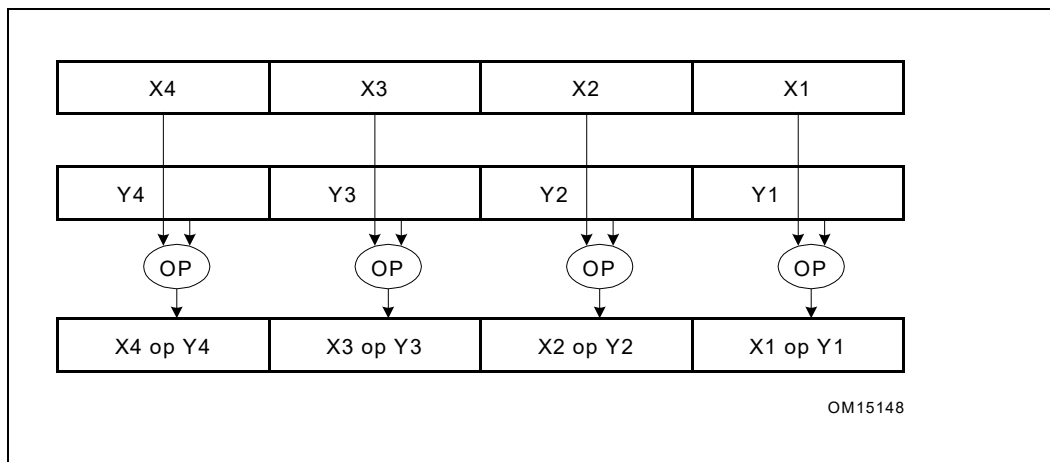 X4 X3 X2 X1
Y4 Y3 Y2 Y1
OP OP OP OP
X4 op Y4 X3 op Y3 X2 op Y2 X1 op Y1
OM15148